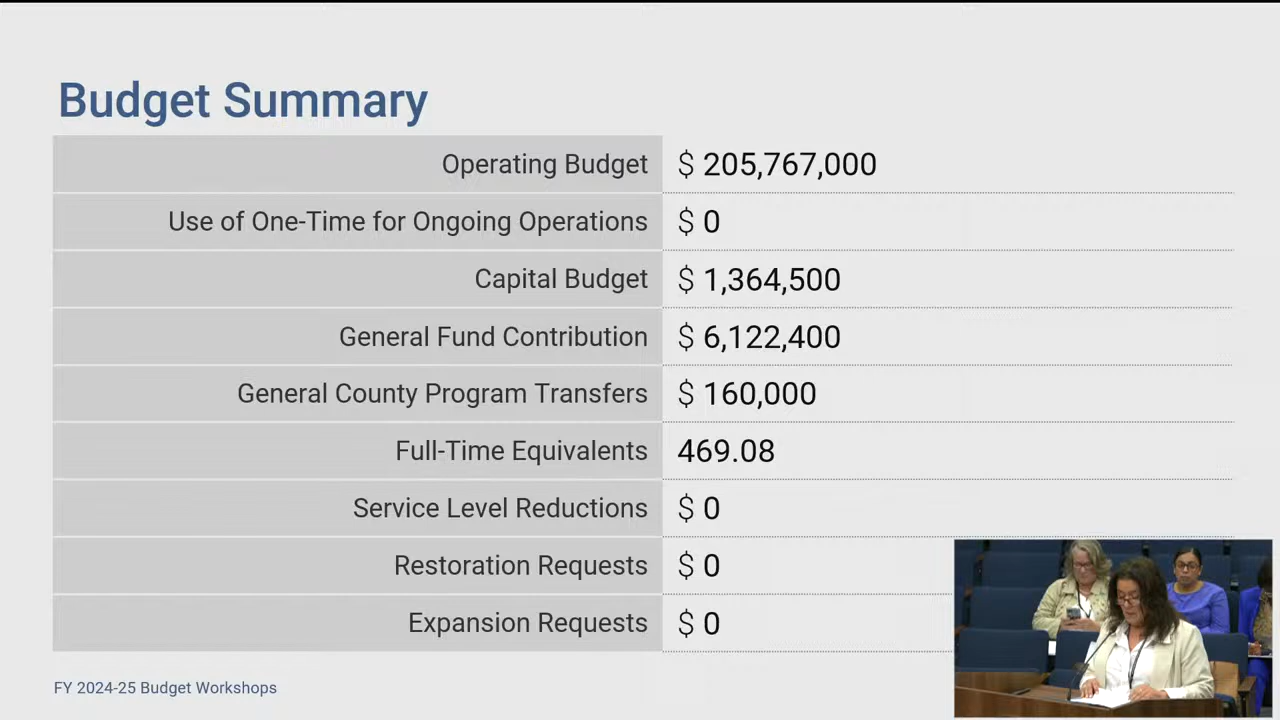 Budget Summary
Operating Budget $ 205,767,000
Use of One-Time for Ongoing Operations $ 0
Capital Budget $ 1,364,500
General Fund Contribution $ 6,122,400
General County Program Transfers $ 160,000
Full-Time Equivalents 469.08
Service Level Reductions $ 0
Restoration Requests $ 0
Expansion Requests $ 0
FY 2024-25 Budget Workshops